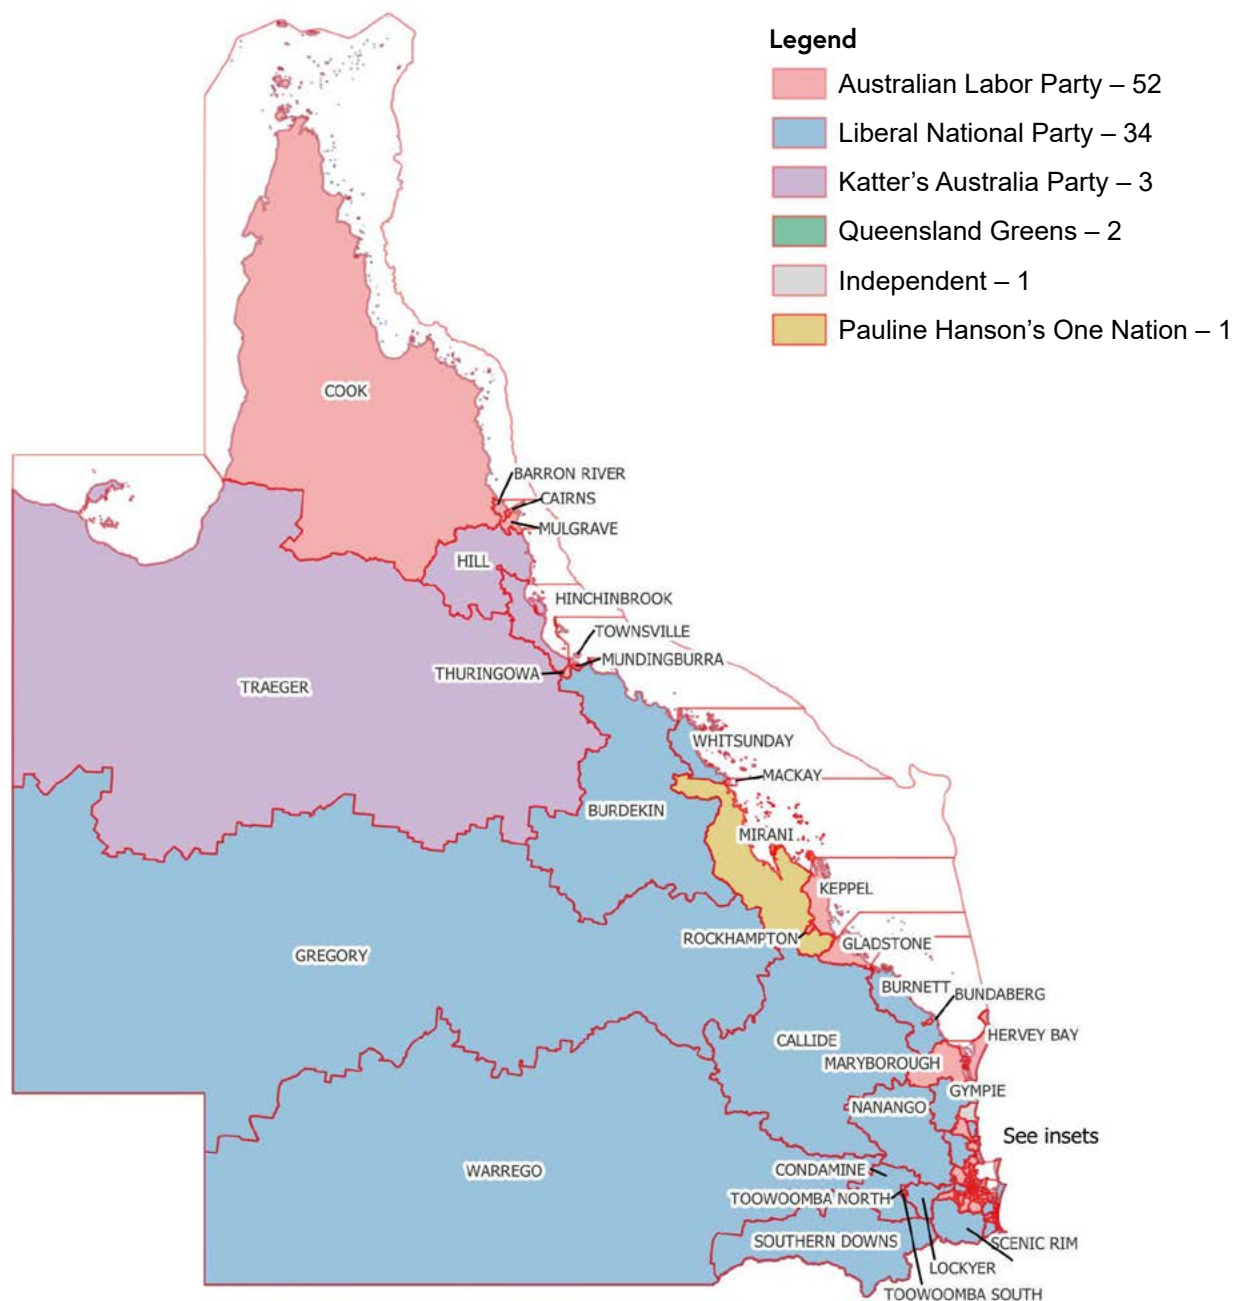 Legend
Australian Labor Party – 52
Liberal National Party – 34
Katter's Australia Party – 3
Queensland Greens – 2
Independent – 1
Pauline Hanson's One Nation – 1
COOK
BARRON RIVER
CAIRNS
MULGRAVE
HILL
HINCHINBROOK
TOWNSVILLE
MUNDINGBURRA
THURINGOWA
TRAEGER
WHITSUNDAY
MACKAY
BURDEKIN
MIRANI
KEPPEL
ROCKHAMPTON
GLADSTONE
GREGORY
BURNETT
BUNDABERG
HERVEY BAY
CALLIDE
MARYBOROUGH
GYMPIE
NANANGO
See insets
WARREGO
CONDAMINE
TOOWOOMBA NORTH
SOUTHERN DOWNS
SCENIC RIM
LOCKYER
TOOWOOMBA SOUTH